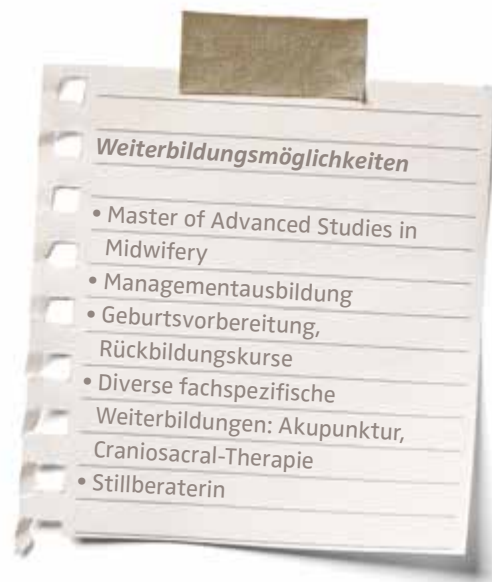 Weiterbildungsmöglichkeiten
• Master of Advanced Studies in
Midwifery
• Managementausbildung
• Geburtsvorbereitung,
Rückbildungskurse
• Diverse fachspezifische
Weiterbildungen: Akupunktur,
Craniosacral-Therapie
• Stillberaterin